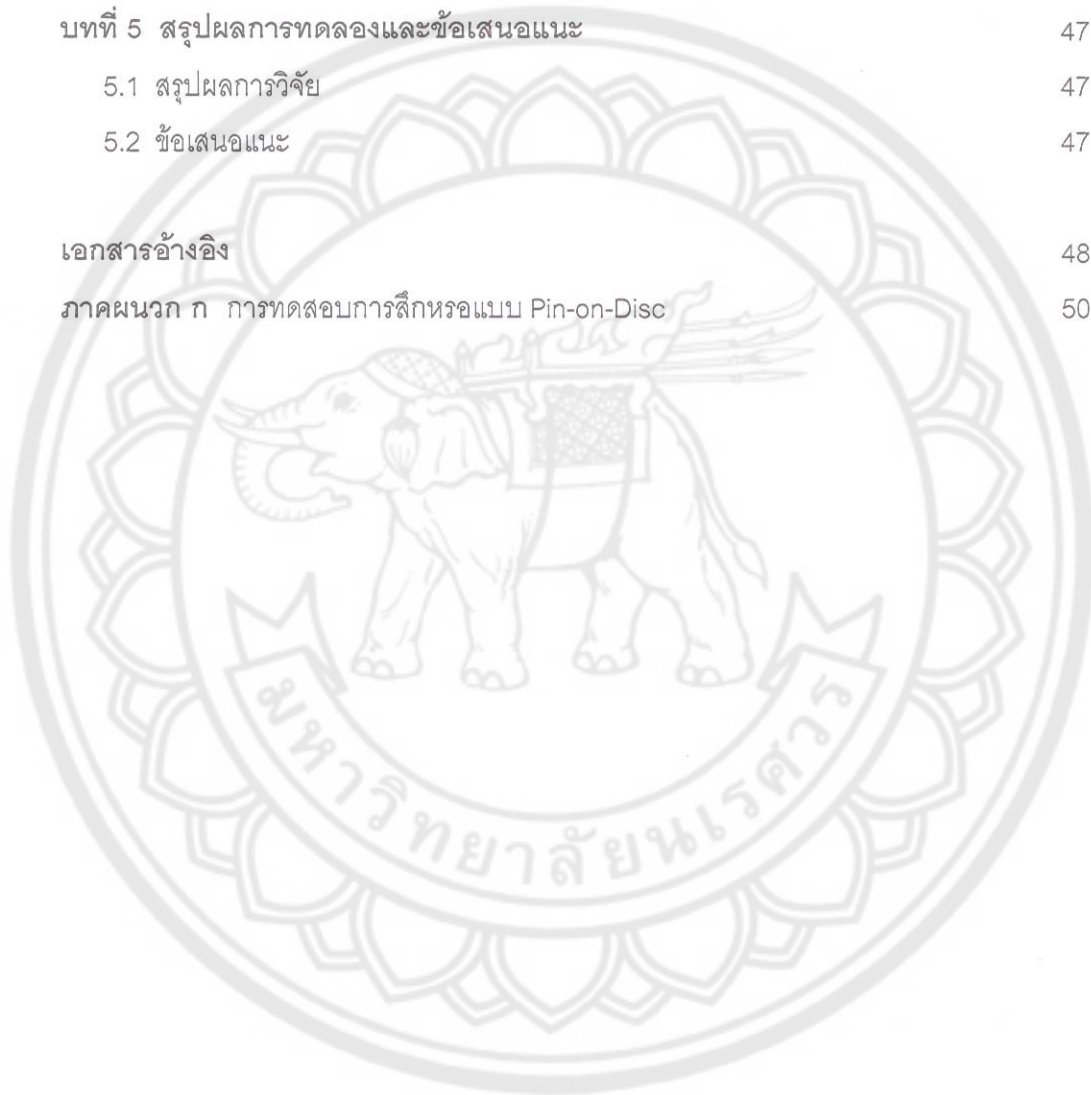 บทที่ 5 สรุปผลการทดลองและข้อเสนอแนะ 47
5.1 สรุปผลการวิจัย 47
5.2 ข้อเสนอแนะ 47
เอกสารอ้างอิง 48
ภาคผนวก ก การทดสอบการสึกหรอแบบ Pin-on-Disc 50
มหาวิทยาลัยนเรศวร